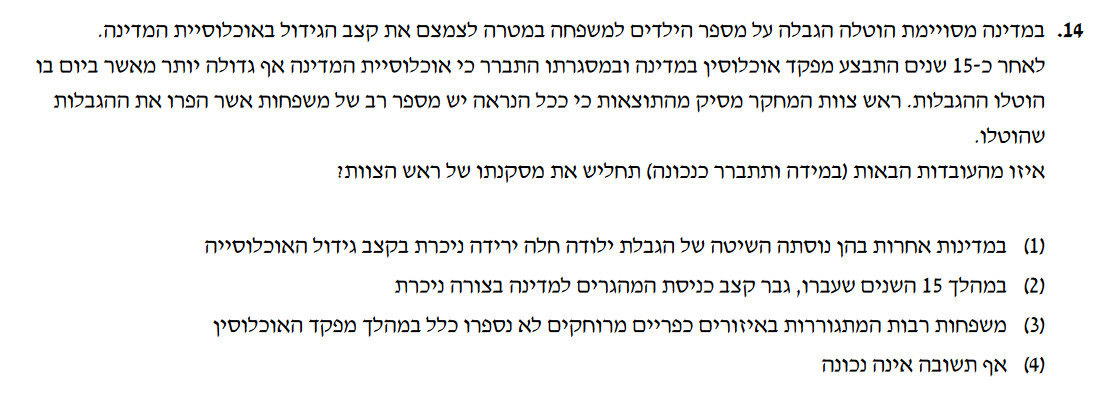 14. במדינה מסויימת הוטלה הגבלה על מספר הילדים למשפחה במטרה לצמצם את קצב הגידול באוכלוסיית המדינה.
לאחר כ-15 שנים התבצע מפקד אוכלוסין במדינה ובמסגרתו התברר כי אוכלוסיית המדינה אף גדולה יותר מאשר ביום בו
הוטלו ההגבלות. ראש צוות המחקר מסיק מהתוצאות כי ככל הנראה יש מספר רב של משפחות אשר הפרו את ההגבלות
שהוטלו.
איזו מהעובדות הבאות (במידה ותתברר כנכונה) תחליש את מסקנתו של ראש הצוות?
(1) במדינות אחרות בהן נוסתה השיטה של הגבלת ילודה חלה ירידה ניכרת בקצב גידול האוכלוסייה
(2) במהלך 15 השנים שעברו, גבר קצב כניסת המהגרים למדינה בצורה ניכרת
(3) משפחות רבות המתגוררות באיזורים כפריים מרוחקים לא נספרו כלל במהלך מפקד האוכלוסין
(4) אף תשובה אינה נכונה